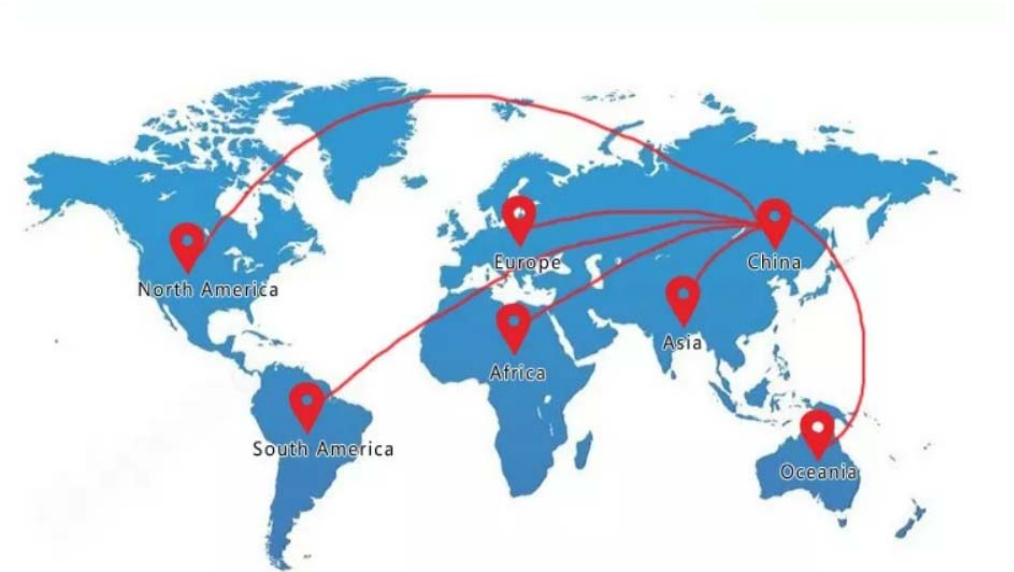 Europe
China
North America
Asia
Africa
South America
Oceania